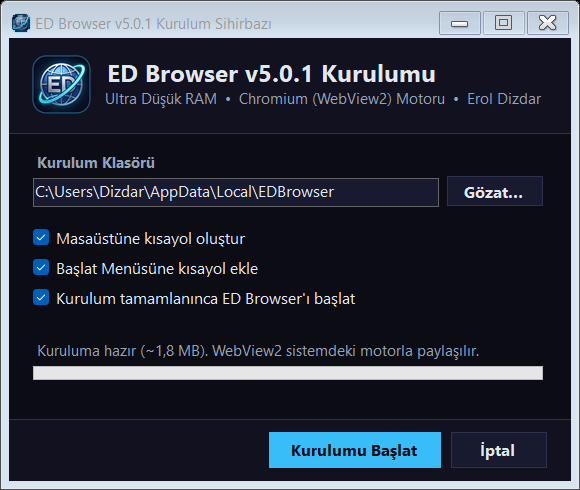 ED Browser v5.0.1 Kurulum Sihirbazı
ED
ED Browser v5.0.1 Kurulumu
Ultra Düşük RAM • Chromium (WebView2) Motoru • Erol Dizdar
Kurulum Klasörü
C:\Users\Dizdar\AppData\Local\EDBrowser
Gözat...
Masaüstüne kısayol oluştur
Başlat Menüsüne kısayol ekle
Kurulum tamamlanınca ED Browser'ı başlat
Kuruluma hazır (~1,8 MB). WebView2 sistemdeki motorla paylaşılır.
Kurulumu Başlat
İptal